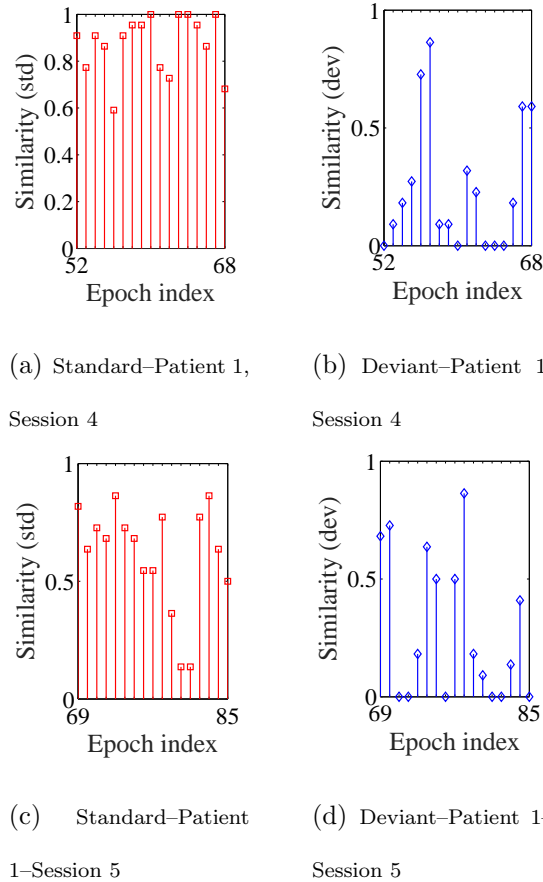 1
0.8
0.6
0.4
0.2
0
Similarity (std)
52 68
Epoch index
(a) Standard–Patient 1,
Session 4
1
0.5
0
Similarity (dev)
52 68
Epoch index
(b) Deviant–Patient 1
Session 4
1
0.5
0
Similarity (std)
69 85
Epoch index
(c) Standard–Patient
1–Session 5
1
0.5
0
Similarity (dev)
69 85
Epoch index
(d) Deviant–Patient 1–
Session 5